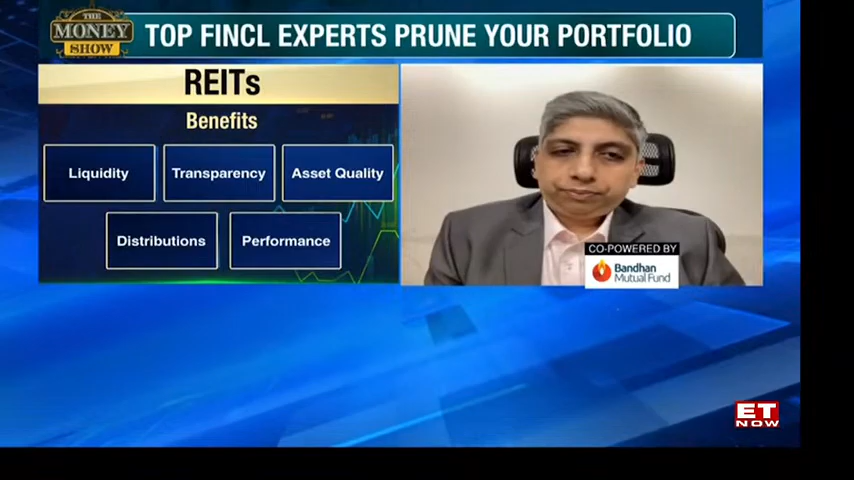 THE
MONEY
SHOW
TOP FINCL EXPERTS PRUNE YOUR PORTFOLIO
REITs
Benefits
Liquidity
Transparency
Asset Quality
Distributions
Performance
CO-POWERED BY
Bandhan
Mutual Fund
ET
NOW